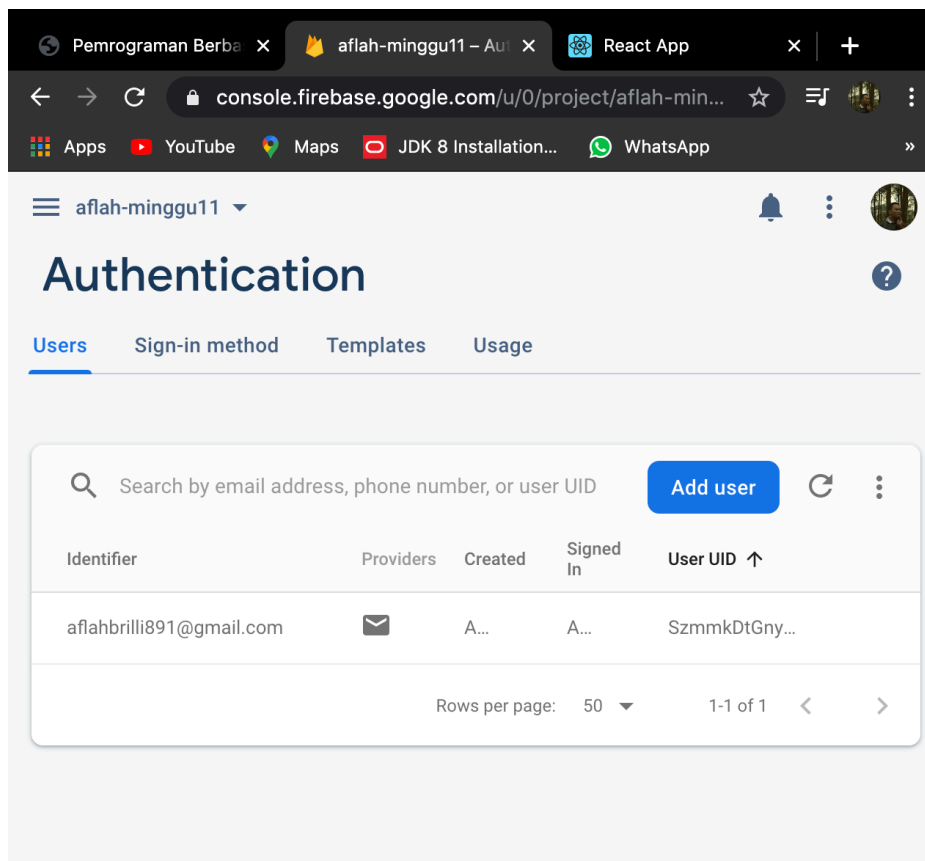 Pemrograman Berba
aflah-minggu11 – Aut
React App
console.firebase.google.com/u/0/project/aflah-min...
Apps YouTube Maps JDK 8 Installation... WhatsApp »
aflah-minggu11
Authentication
Users Sign-in method Templates Usage
Search by email address, phone number, or user UID Add user
Identifier Providers Created Signed In User UID
aflahbrilli891@gmail.com A... A... SzmmkDtGny...
Rows per page: 50 1-1 of 1